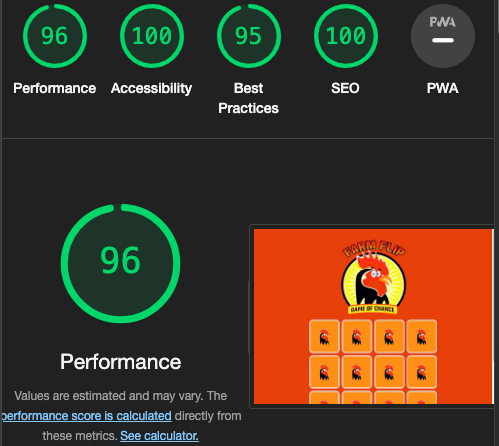 96
100
95
100
PWA
Performance
Accessibility
Best
Practices
SEO
PWA
96
FARM FLIP
GAME OF CHANCE
Performance
Values are estimated and may vary. The
performance score is calculated directly from
these metrics. See calculator.